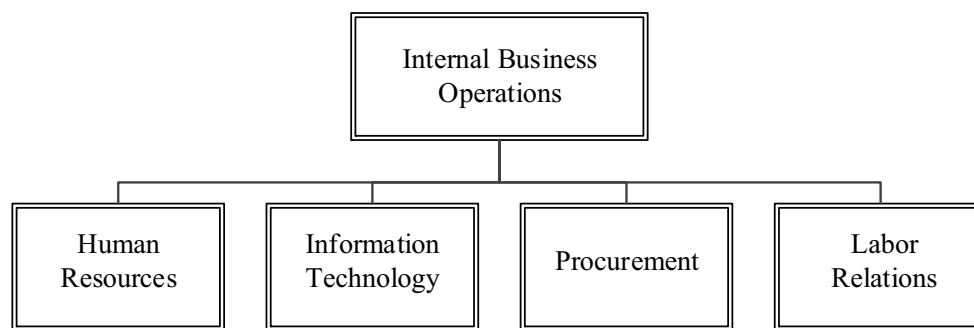 Internal Business
Operations
Human
Resources
Information
Technology
Procurement
Labor
Relations